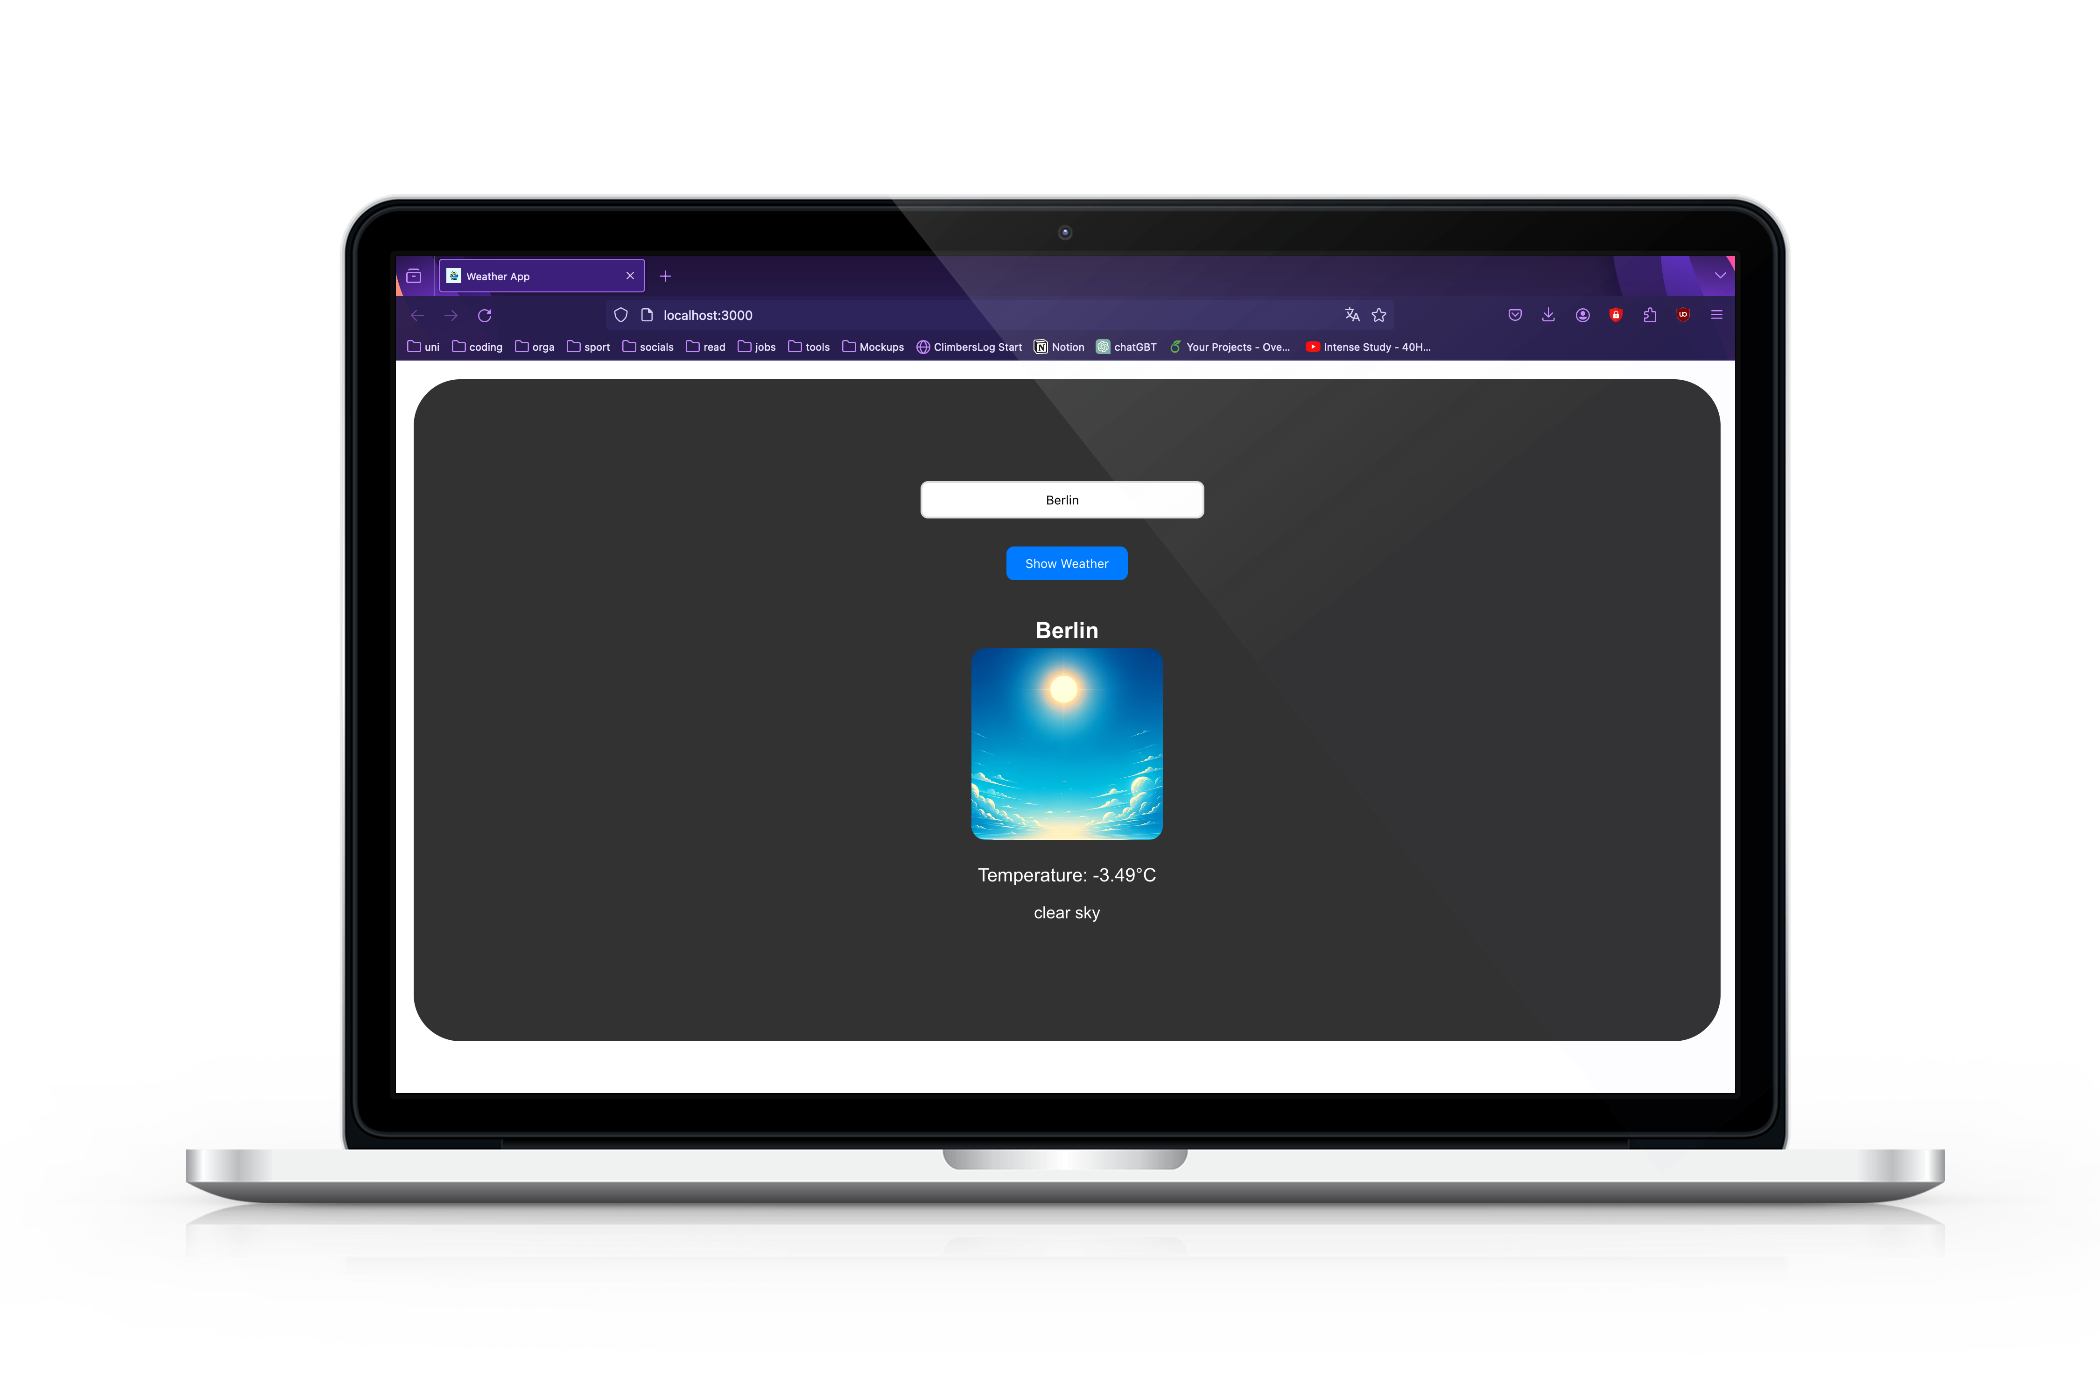 Weather App
localhost:3000
uni coding orga sport socials read jobs tools Mockups ClimbersLog Start Notion chatGBT Your Projects - Ove... Intense Study - 40H...
Berlin
Show Weather
Berlin
Temperature: -3.49°C
clear sky